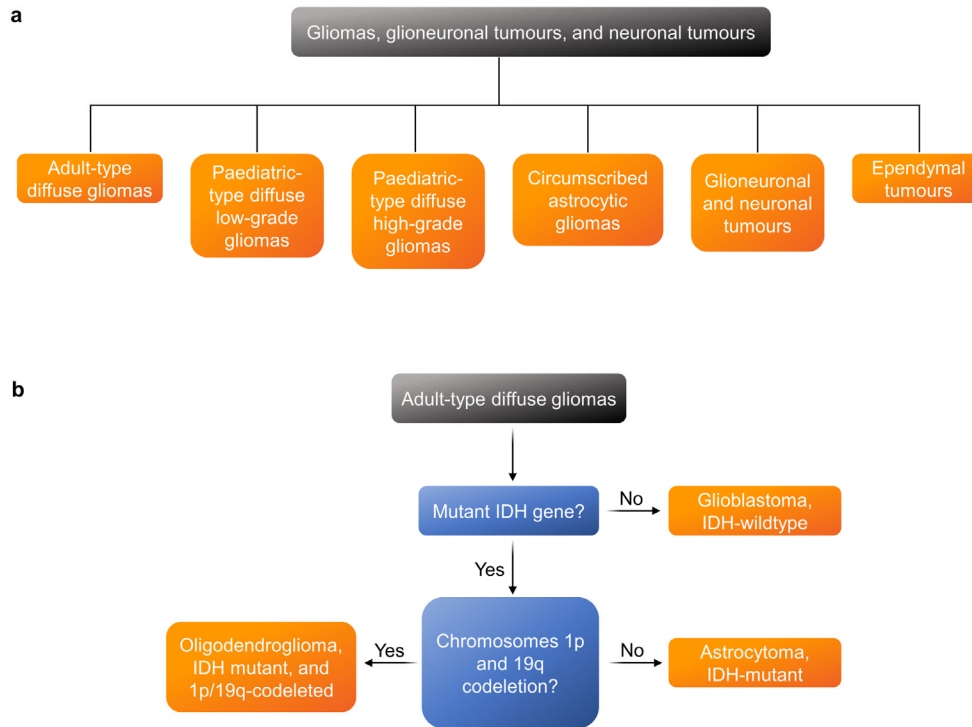 a
Gliomas, glioneuronal tumours, and neuronal tumours
Adult-type
diffuse gliomas
Paediatric-
type diffuse
low-grade
gliomas
Paediatric-
type diffuse
high-grade
gliomas
Circumscribed
astrocytic
gliomas
Glioneuronal
and neuronal
tumours
Ependymal
tumours
b
Adult-type diffuse gliomas
Mutant IDH gene?
No
Glioblastoma,
IDH-wildtype
Yes
Oligodendroglioma,
IDH mutant, and
1p/19q-codeleted
Yes
Chromosomes 1p
and 19q
codeletion?
No
Astrocytoma,
IDH-mutant